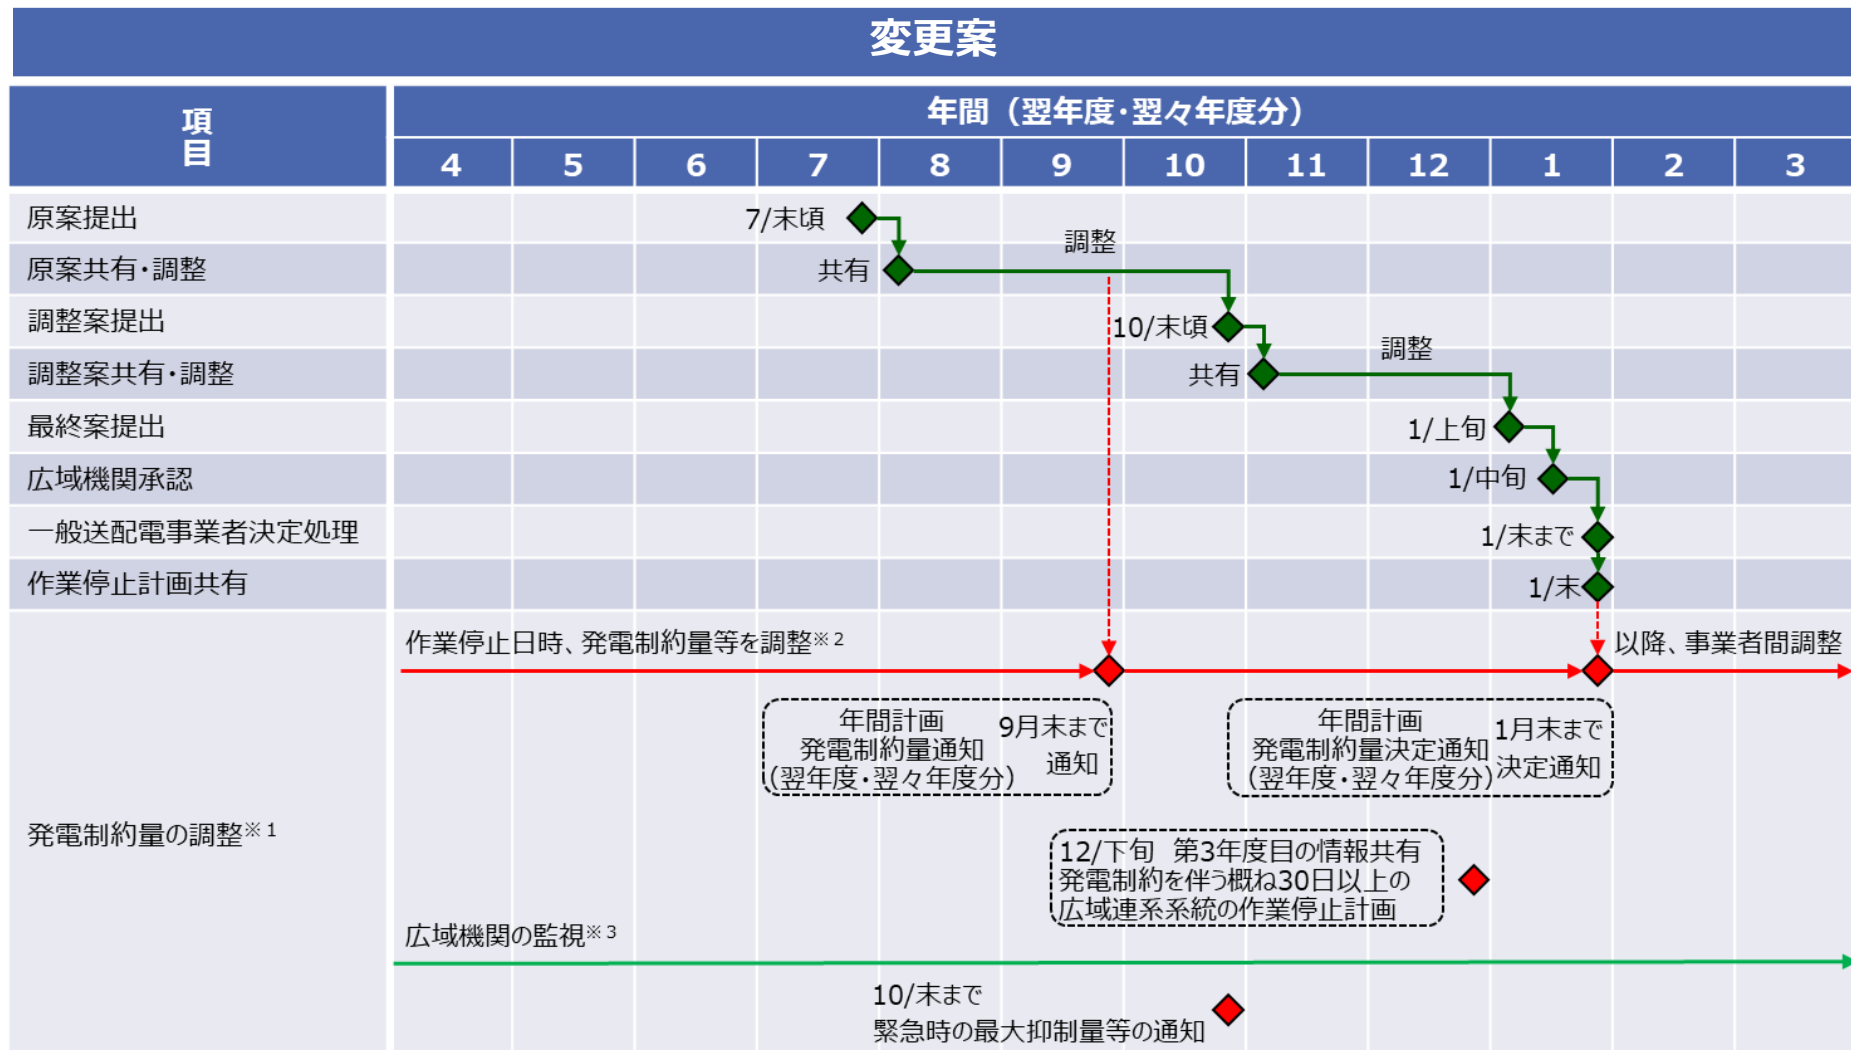 変更案
項
目
年間（翌年度・翌々年度分）
4 5 6 7 8 9 10 11 12 1 2 3
原案提出
7/末頃
原案共有・調整
共有
調整
調整案提出
10/末頃
調整案共有・調整
共有
調整
最終案提出
1/上旬
広域機関承認
1/中旬
一般送配電事業者決定処理
1/末まで
作業停止計画共有
1/末
発電制約量の調整※1
作業停止日時、発電制約量等を調整※2
以降、事業者間調整
年間計画
発電制約量通知
（翌年度・翌々年度分）
9月末まで
通知
年間計画
発電制約量決定通知
（翌年度・翌々年度分）
1月末まで
決定通知
12/下旬 第3年度目の情報共有
発電制約を伴う概ね30日以上の
広域連系系統の作業停止計画
広域機関の監視※3
10/末まで
緊急時の最大抑制量等の通知